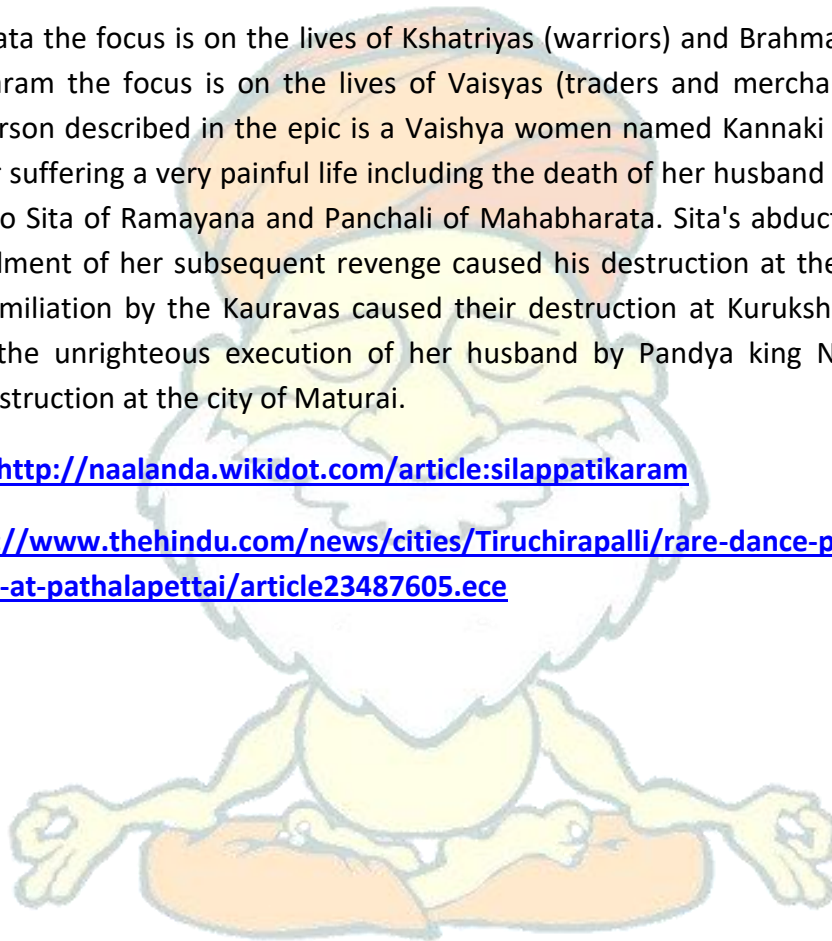 ata the focus is on the lives of Kshatriyas (warriors) and Brahma
aram the focus is on the lives of Vaisyas (traders and mercha
erson described in the epic is a Vaishya women named Kannaki
r suffering a very painful life including the death of her husband
o Sita of Ramayana and Panchali of Mahabharata. Sita's abduct
lment of her subsequent revenge caused his destruction at the
miliation by the Kauravas caused their destruction at Kuruksh
the unrighteous execution of her husband by Pandya king N
struction at the city of Maturai.
http://naalanda.wikidot.com/article:silappatikaram
://www.thehindu.com/news/cities/Tiruchirapalli/rare-dance-p
-at-pathalapettai/article23487605.ece